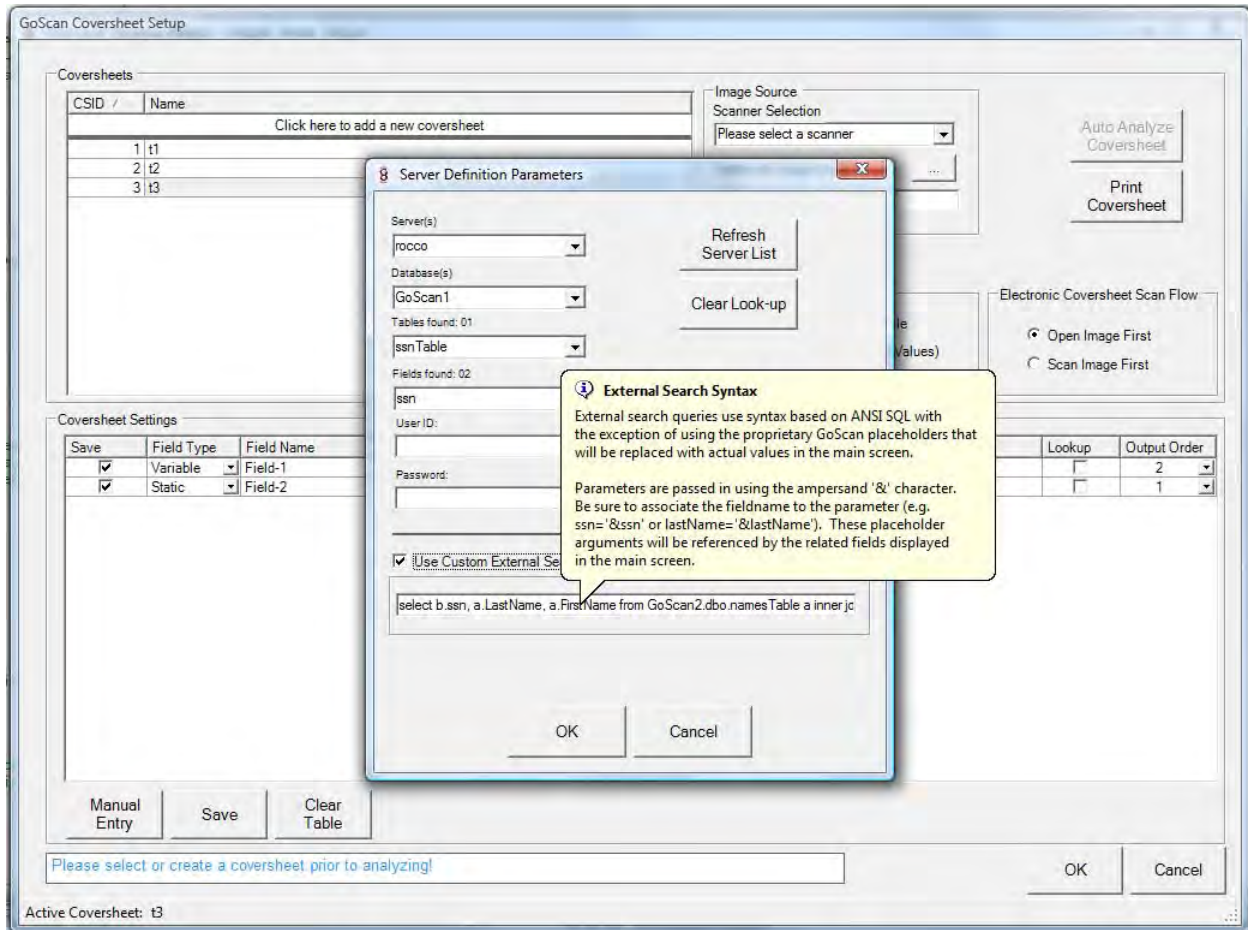 GoScan Coversheet Setup
Coversheets
CSID / Name
Click here to add a new coversheet
1 t1
2 t2
3 t3
Image Source
Scanner Selection
Please select a scanner
...
Auto Analyze
Coversheet
Print
Coversheet
Values)
Electronic Coversheet Scan Flow
Open Image First
Scan Image First
Server Definition Parameters
Server(s)
rocco
Database(s)
GoScan1
Tables found: 01
ssnTable
Fields found: 02
ssn
User ID:
Password:
Refresh
Server List
Clear Look-up
Use Custom External Se
select b.ssn, a.LastName, a.FirstName from GoScan2.dbo.namesTable a inner jo
OK Cancel
External Search Syntax
External search queries use syntax based on ANSI SQL with
the exception of using the proprietary GoScan placeholders that
will be replaced with actual values in the main screen.
Parameters are passed in using the ampersand '&' character.
Be sure to associate the fieldname to the parameter (e.g.
ssn='&ssn' or lastName='&lastName'). These placeholder
arguments will be referenced by the related fields displayed
in the main screen.
Coversheet Settings
Save Field Type Field Name Lookup Output Order
Variable Field-1 2
Static Field-2 1
Manual
Entry
Save
Clear
Table
Please select or create a coversheet prior to analyzing!
OK Cancel
Active Coversheet: t3